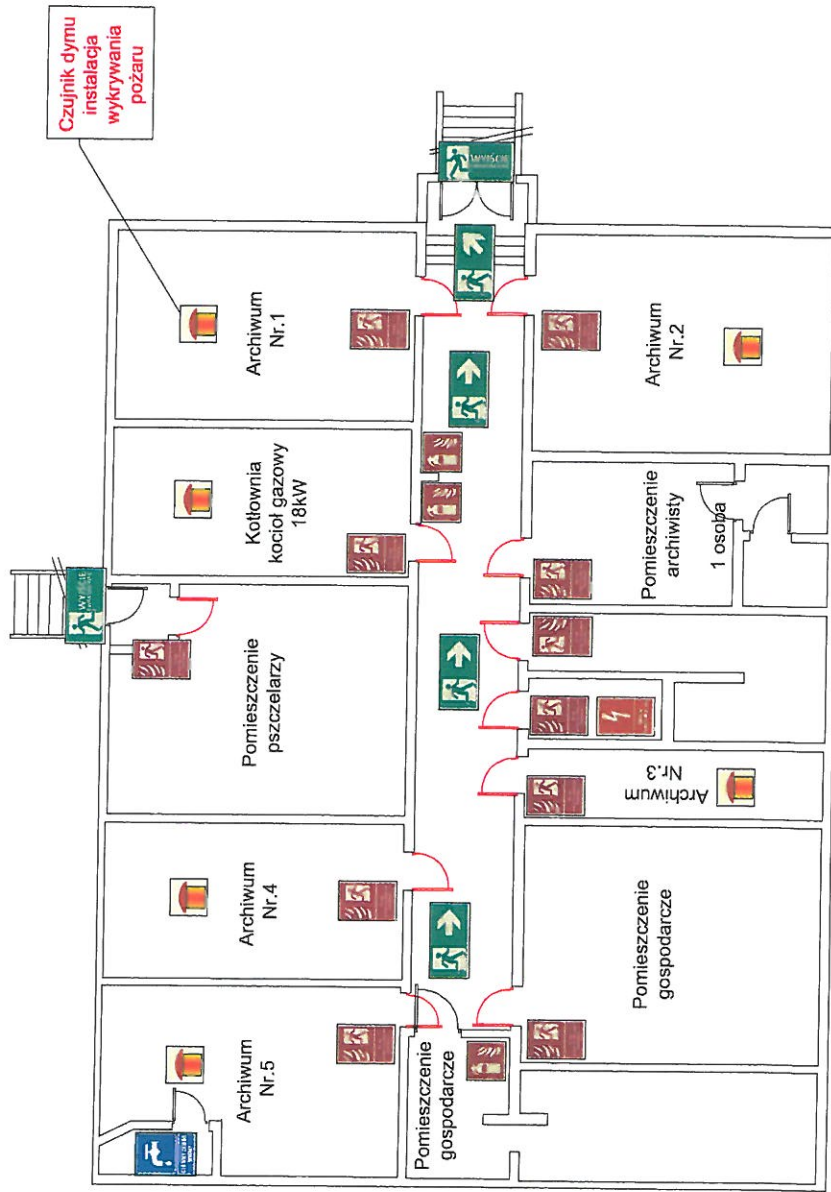 Czujnik dymu
instalacja
wykrywania
pożaru
Archiwum
Nr.5
Archiwum
Nr.4
Pomieszczenie
pszczelarzy
Kotłownia
kocioł gazowy
18kW
Archiwum
Nr.1
WYJŚCIE
WYJŚCIE
Pomieszczenie
gospodarcze
Pomieszczenie
gospodarcze
Archiwum
Nr.3
Pomieszczenie
archiwisty
1 osoba
Archiwum
Nr.2